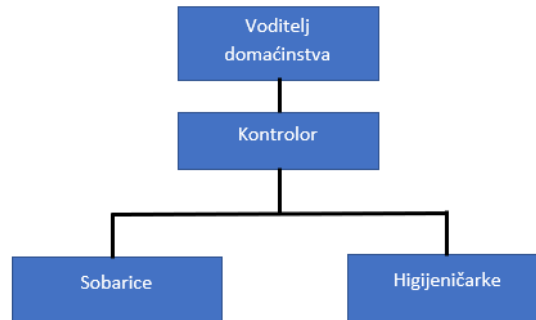 Voditelj
domaćinstva
Kontrolor
Sobarice
Higijeničarke